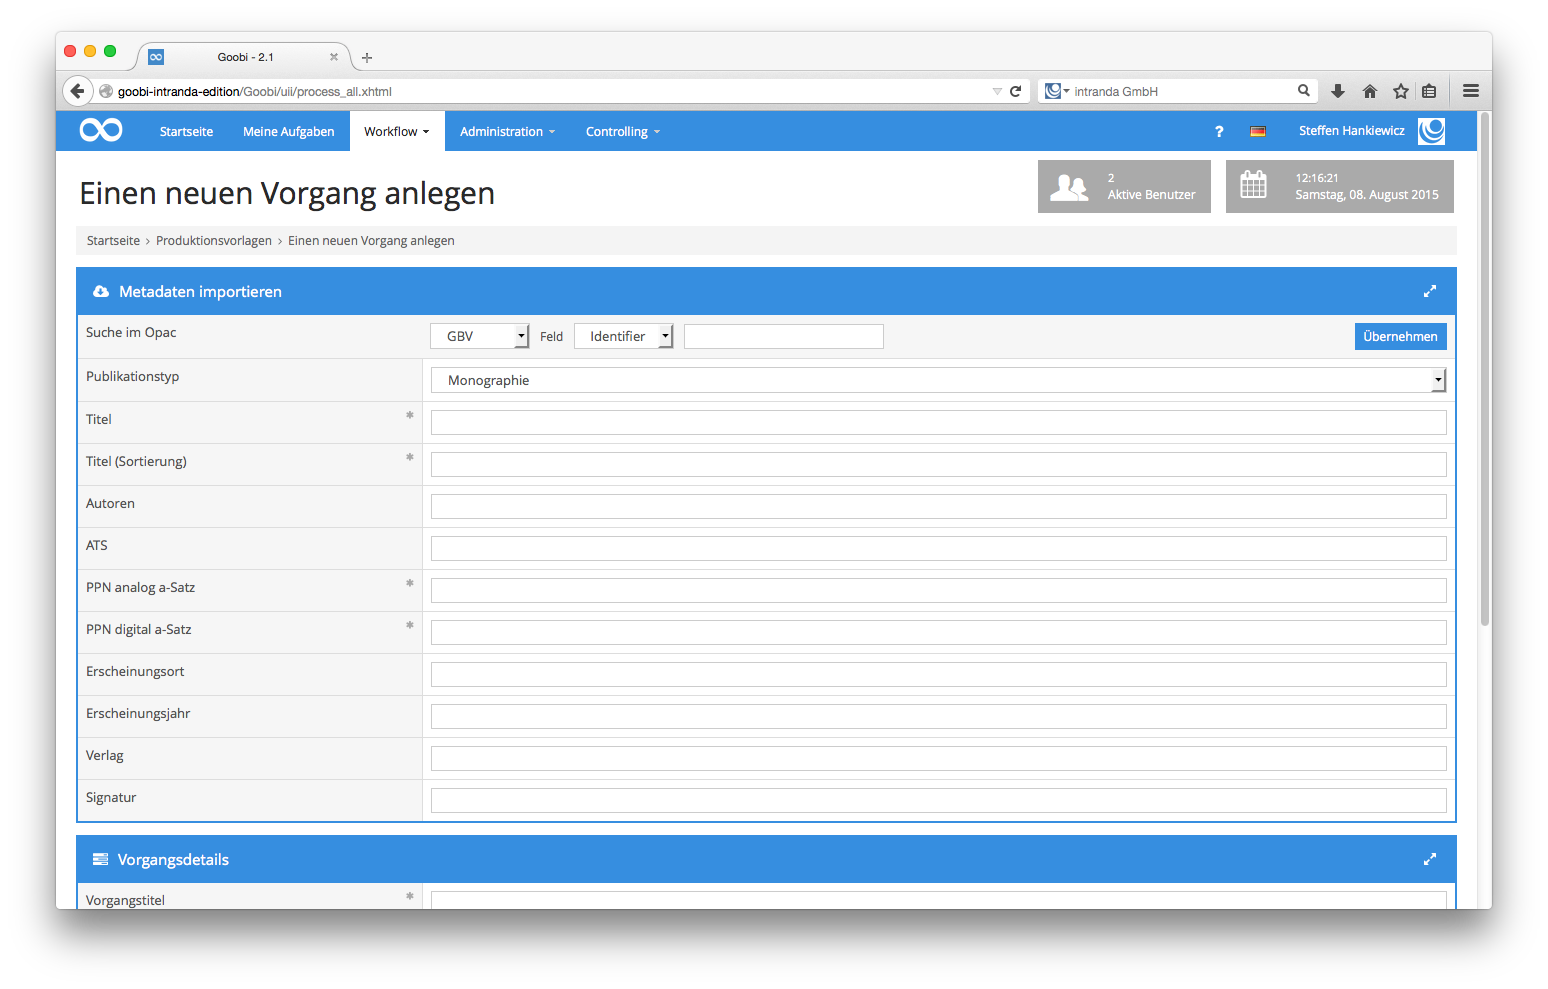 Goobi - 2.1
goobi-intranda-edition/Goobi/uii/process_all.xhtml
intranda GmbH
Startseite Meine Aufgaben Workflow Administration Controlling ? Steffen Hankiewicz
Einen neuen Vorgang anlegen
2
Aktive Benutzer
12:16:21
Samstag, 08. August 2015
Startseite › Produktionsvorlagen › Einen neuen Vorgang anlegen
Metadaten importieren
Suche im Opac GBV Feld Identifier Übernehmen
Publikationstyp Monographie
Titel *
Titel (Sortierung) *
Autoren
ATS
PPN analog a-Satz *
PPN digital a-Satz *
Erscheinungsort
Erscheinungsjahr
Verlag
Signatur
Vorgangsdetails
Vorgangstitel *